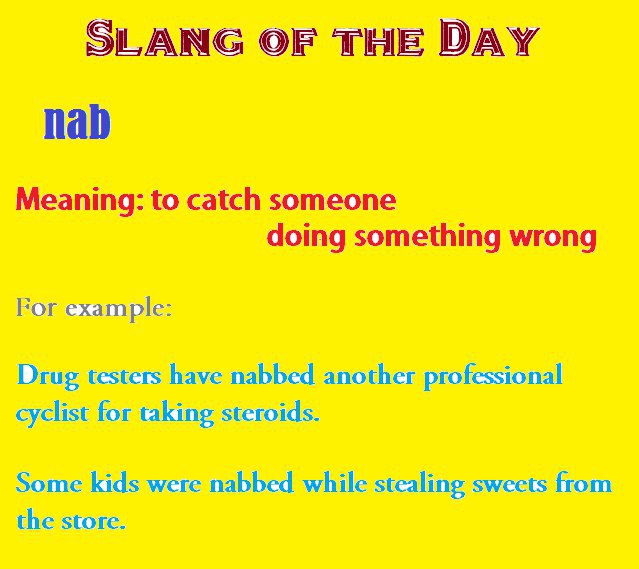 Slang of the Day
nab
Meaning: to catch someone
doing something wrong
For example:
Drug testers have nabbed another professional
cyclist for taking steroids.
Some kids were nabbed while stealing sweets from
the store.